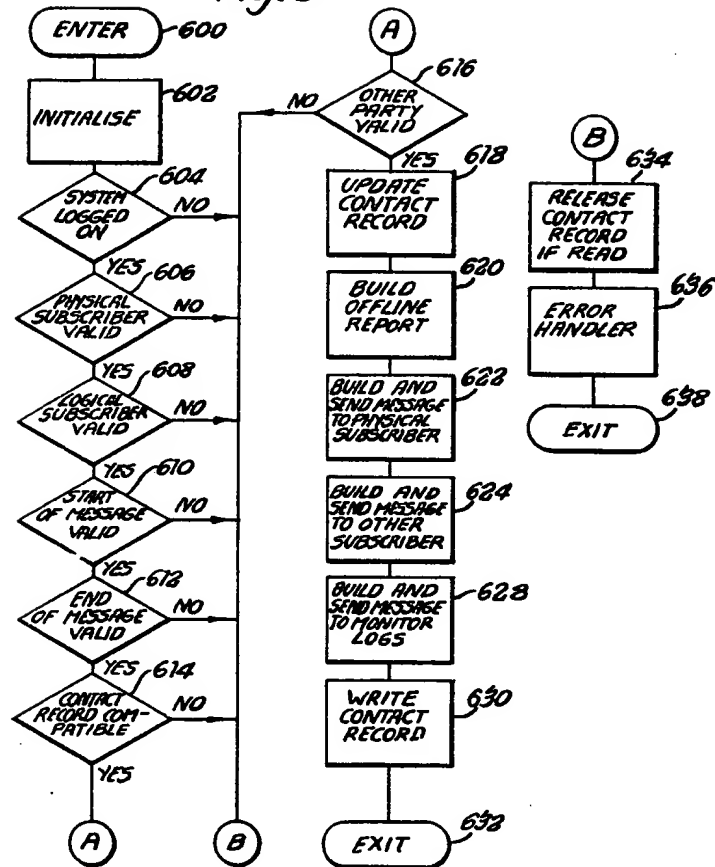 ENTER
600
INITIALISE
602
SYSTEM
LOGGED
ON
604
NO
YES
PHYSICAL
SUBSCRIBER
VALID
606
NO
YES
LOGICAL
SUBSCRIBER
VALID
608
NO
YES
START
OF MESSAGE
VALID
610
NO
YES
END
OF MESSAGE
VALID
612
NO
YES
CONTACT
RECORD COM-
PATIBLE
614
NO
YES
A
B
A
OTHER
PARTY
VALID
616
NO
YES
UPDATE
CONTACT
RECORD
618
BUILD
OFFLINE
REPORT
620
BUILD AND
SEND MESSAGE
TO PHYSICAL
SUBSCRIBER
622
BUILD AND
SEND MESSAGE
TO OTHER
SUBSCRIBER
624
BUILD AND
SEND MESSAGE
TO MONITOR
LOGS
628
WRITE
CONTACT
RECORD
630
EXIT
632
B
RELEASE
CONTACT
RECORD
IF READ
634
ERROR
HANDLER
636
EXIT
638